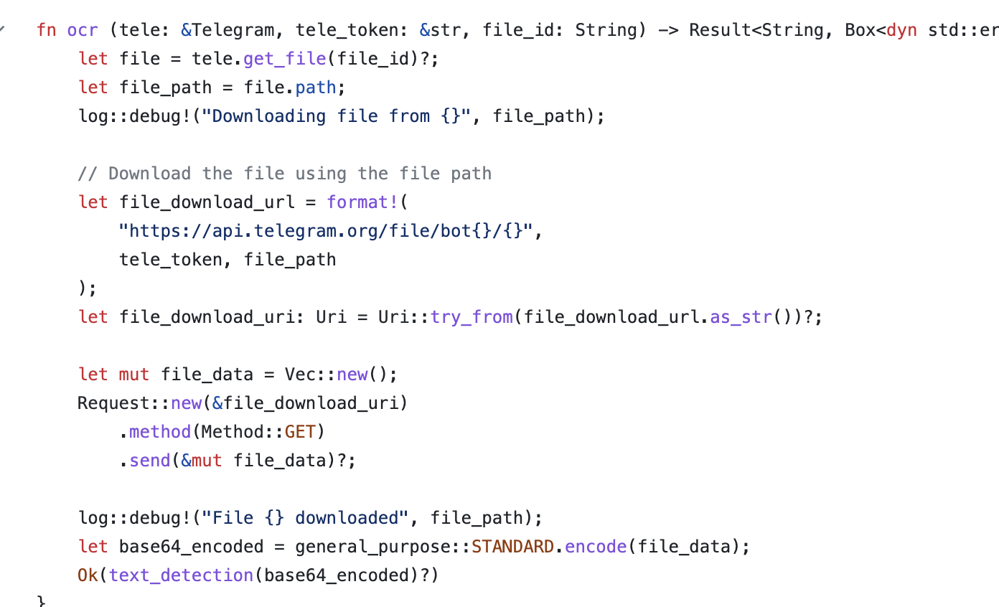 fn ocr (tele: &Telegram, tele_token: &str, file_id: String) -> Result<String, Box<dyn std::er
    let file = tele.get_file(file_id)?;
    let file_path = file.path;
    log::debug!("Downloading file from {}", file_path);

    // Download the file using the file path
    let file_download_url = format!(
        "https://api.telegram.org/file/bot{}/{}",
        tele_token, file_path
    );
    let file_download_uri: Uri = Uri::try_from(file_download_url.as_str())?;

    let mut file_data = Vec::new();
    Request::new(&file_download_uri)
        .method(Method::GET)
        .send(&mut file_data)?;

    log::debug!("File {} downloaded", file_path);
    let base64_encoded = general_purpose::STANDARD.encode(file_data);
    Ok(text_detection(base64_encoded)?)
}